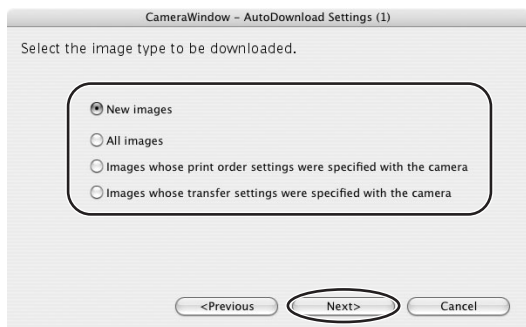 CameraWindow – AutoDownload Settings (1)
Select the image type to be downloaded.
New images
All images
Images whose print order settings were specified with the camera
Images whose transfer settings were specified with the camera
<Previous
Next>
Cancel